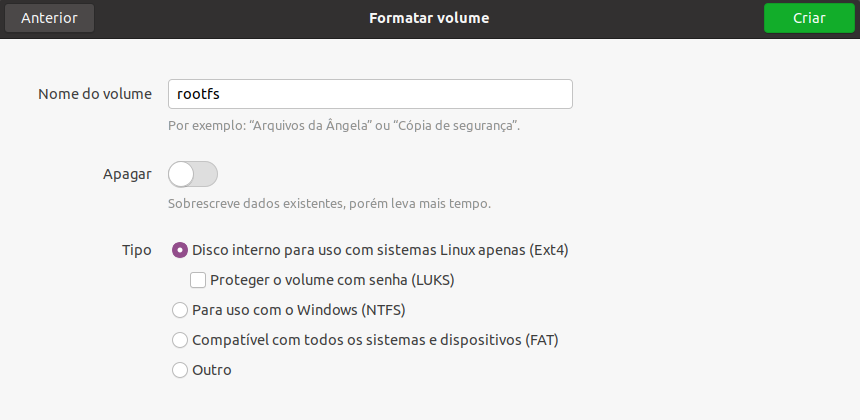 Anterior
Formatar volume
Criar
Nome do volume
rootfs
Por exemplo: “Arquivos da Ângela” ou “Cópia de segurança”.
Apagar
Sobrescreve dados existentes, porém leva mais tempo.
Tipo
Disco interno para uso com sistemas Linux apenas (Ext4)
Proteger o volume com senha (LUKS)
Para uso com o Windows (NTFS)
Compatível com todos os sistemas e dispositivos (FAT)
Outro